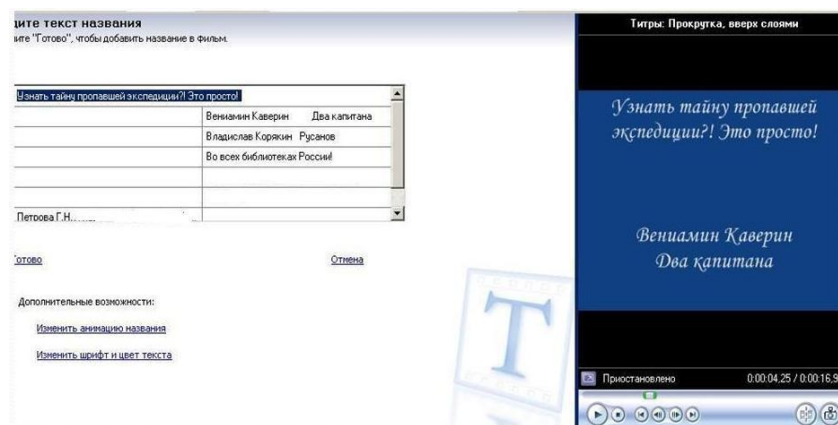 дите текст названия
ните "Готово", чтобы добавить название в фильм.
Узнать тайну пропавшей экспедиции?! Это просто!
Вениамин Каверин Два капитана
Владислав Корякин Русанов
Во всех библиотеках России!
Петрова Г.Н.
Готово Отмена
Дополнительные возможности:
Изменить анимацию названия
Изменить шрифт и цвет текста
T
Титры: Прокрутка, вверх слоями
Узнать тайну пропавшей
экспедиции?! Это просто!
Вениамин Каверин
Два капитана
Приостановлено 0:00:04,25 / 0:00:16,9